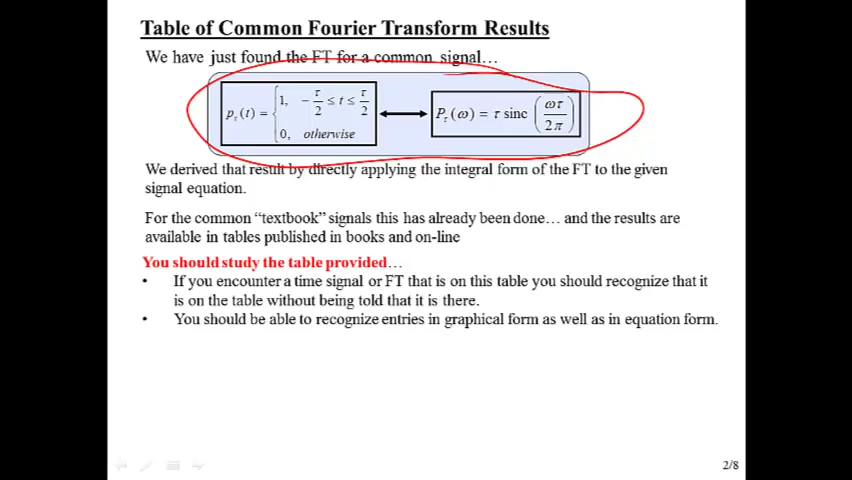 Table of Common Fourier Transform Results
We have just found the FT for a common signal…
p_τ(t) = { 1, −τ/2 ≤ t ≤ τ/2
0, otherwise
P_τ(ω) = τ sinc (ωτ/2π)
We derived that result by directly applying the integral form of the FT to the given
signal equation.
For the common “textbook” signals this has already been done… and the results are
available in tables published in books and on-line
You should study the table provided…
• If you encounter a time signal or FT that is on this table you should recognize that it
is on the table without being told that it is there.
• You should be able to recognize entries in graphical form as well as in equation form.
2/8